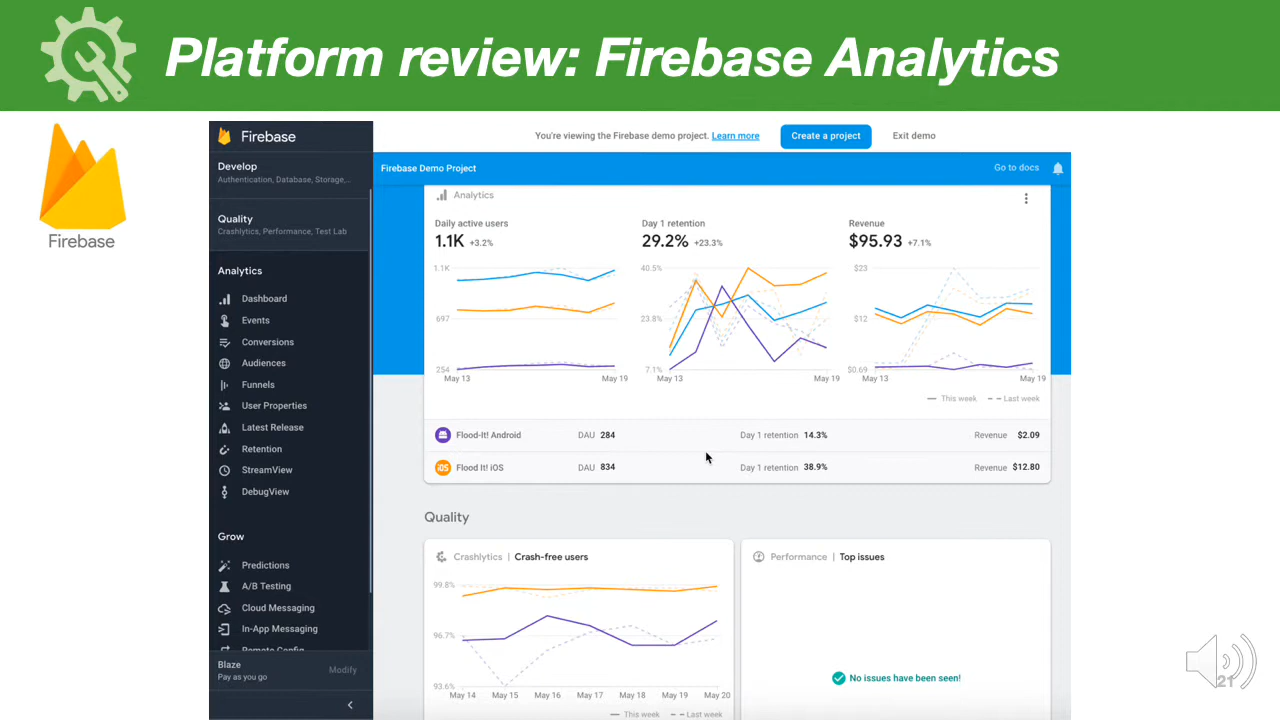 Platform review: Firebase Analytics
Firebase
Firebase
You're viewing the Firebase demo project. Learn more
Create a project
Exit demo
Develop
Authentication, Database, Storage,...
Quality
Crashlytics, Performance, Test Lab
Analytics
Dashboard
Events
Conversions
Audiences
Funnels
User Properties
Latest Release
Retention
StreamView
DebugView
Grow
Predictions
A/B Testing
Cloud Messaging
In-App Messaging
Remote Config
Blaze
Pay as you go
Modify
Firebase Demo Project
Go to docs
Analytics
Daily active users
1.1K +3.2%
1.1K
697
254
May 13
May 19
Day 1 retention
29.2% +23.3%
40.5%
23.8%
7.1%
May 13
May 19
Revenue
$95.93 +7.1%
$23
$12
$0.69
May 13
May 19
This week
Last week
Flood-It! Android DAU 284 Day 1 retention 14.3% Revenue $2.09
iOS Flood It! iOS DAU 834 Day 1 retention 38.9% Revenue $12.80
Quality
Crashlytics | Crash-free users
99.8%
96.7%
93.6%
May 14 May 15 May 16 May 17 May 18 May 19 May 20
This week
Last week
Performance | Top issues
No issues have been seen!
21